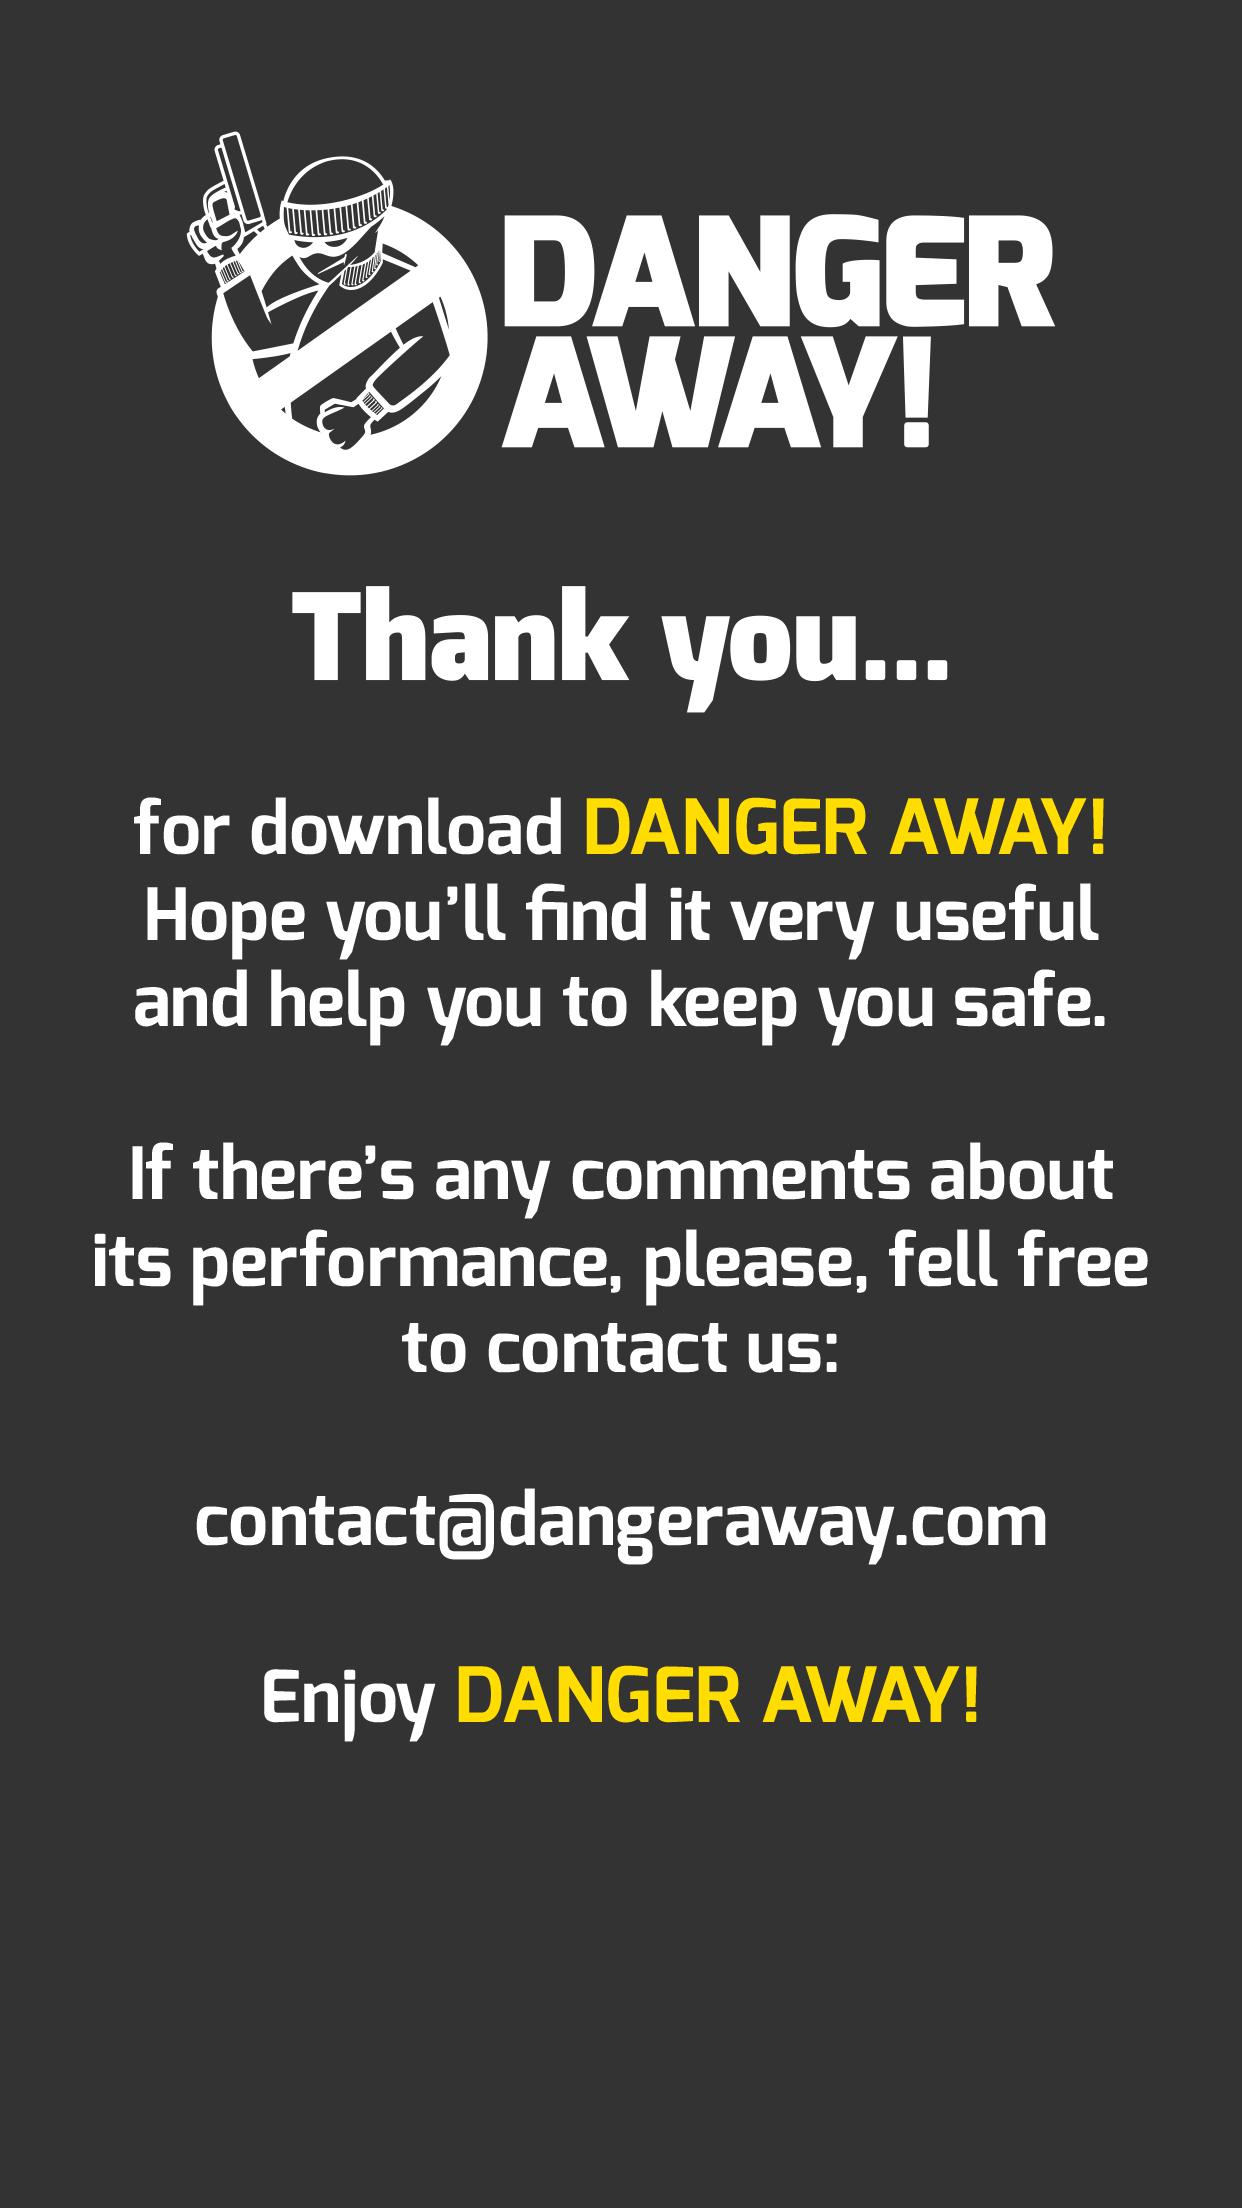 DANGER
AWAY!
Thank you...
for download DANGER AWAY!
Hope you’ll find it very useful
and help you to keep you safe.
If there’s any comments about
its performance, please, fell free
to contact us:
contact@dangeraway.com
Enjoy DANGER AWAY!